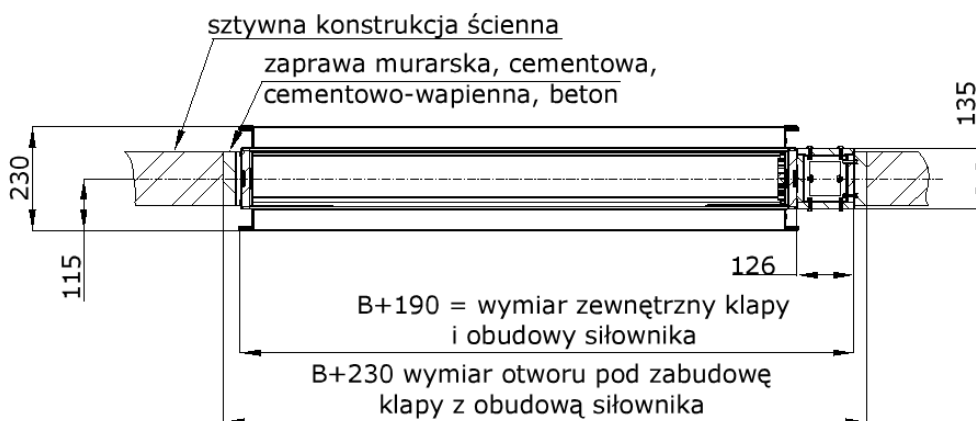 sztywna konstrukcja ścienna
zaprawa murarska, cementowa,
cementowo-wapienna, beton
135
230
115
126
B+190 = wymiar zewnętrzny klapy
i obudowy siłownika
B+230 wymiar otworu pod zabudowę
klapy z obudową siłownika